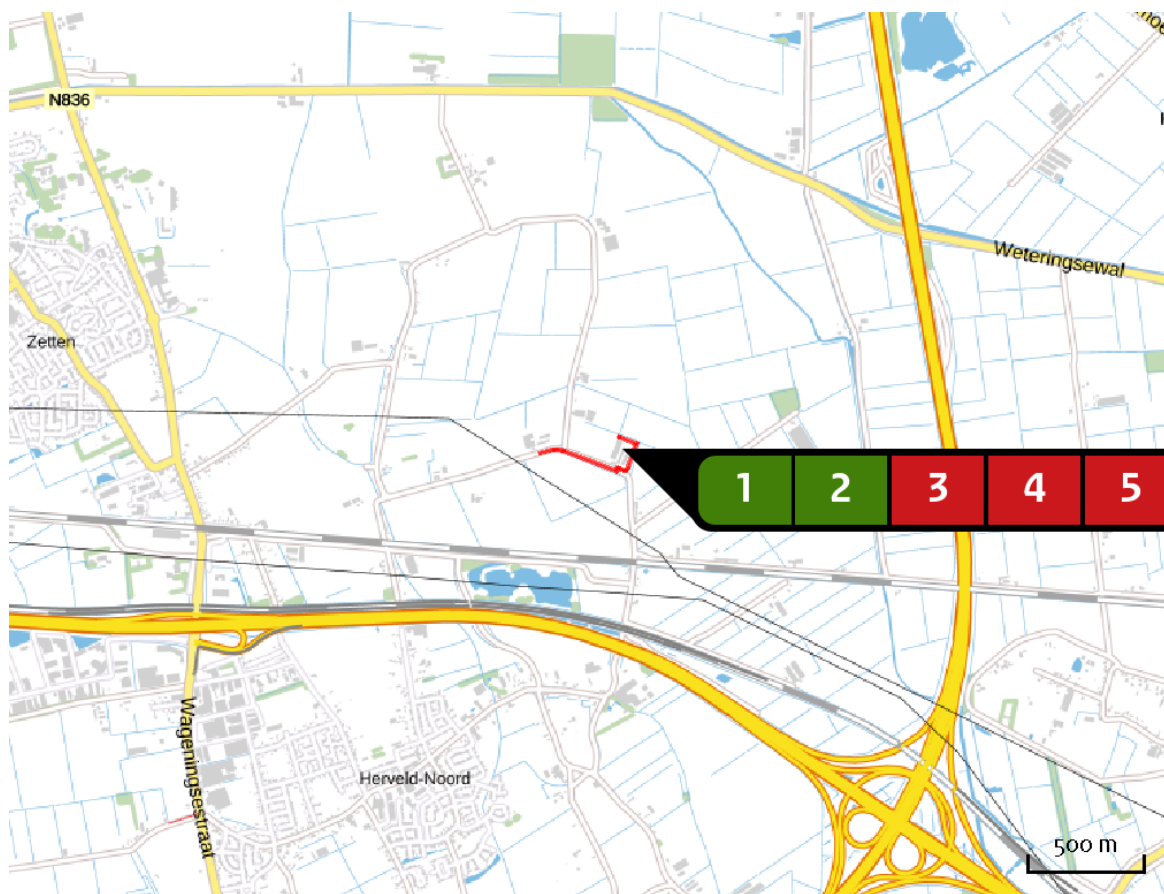 N836
Weteringsewal
Zetten
1 2 3 4 5
Wageningsestraat
Herveld-Noord
500 m